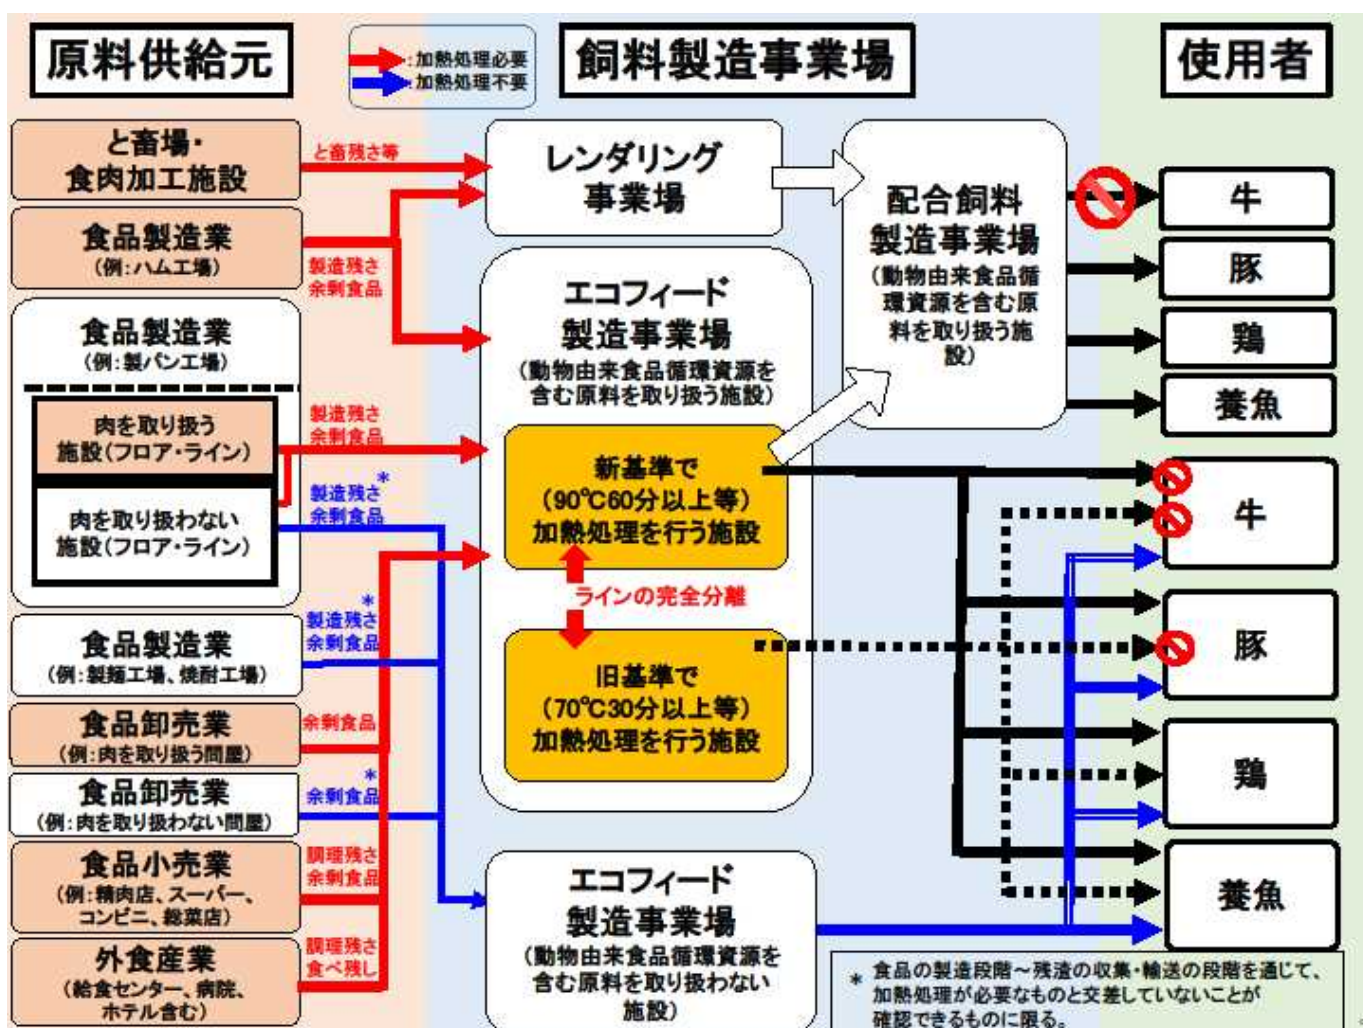 原料供給元
:加熱処理必要
:加熱処理不要
飼料製造事業場
使用者
と畜場・
食肉加工施設
と畜残さ等
食品製造業
(例:ハム工場)
製造残さ
余剰食品
食品製造業
(例:製パン工場)
肉を取り扱う
施設(フロア・ライン)
製造残さ
余剰食品
肉を取り扱わない
施設(フロア・ライン)
*
製造残さ
余剰食品
食品製造業
(例:製麺工場、焼酎工場)
*
製造残さ
余剰食品
食品卸売業
(例:肉を取り扱う問屋)
余剰食品
食品卸売業
(例:肉を取り扱わない問屋)
*
余剰食品
食品小売業
(例:精肉店、スーパー、
コンビニ、総菜店)
調理残さ
余剰食品
外食産業
(給食センター、病院、
ホテル含む)
調理残さ
食べ残し
レンダリング
事業場
エコフィード
製造事業場
(動物由来食品循環資源を
含む原料を取り扱う施設)
新基準で
(90℃60分以上等)
加熱処理を行う施設
ラインの完全分離
旧基準で
(70℃30分以上等)
加熱処理を行う施設
エコフィード
製造事業場
(動物由来食品循環資源を
含む原料を取り扱わない
施設)
配合飼料
製造事業場
(動物由来食品循
環資源を含む原
料を取り扱う施
設)
牛
豚
鶏
養魚
牛
豚
鶏
養魚
* 食品の製造段階～残渣の収集・輸送の段階を通じて、
加熱処理が必要なものと交差していないことが
確認できるものに限る。